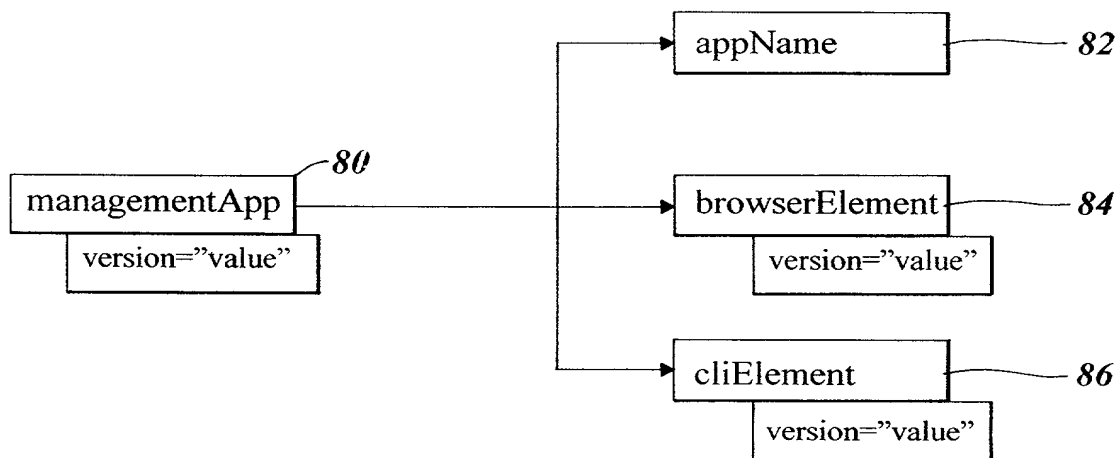 appName
82
80
managementApp
version=”value”
browserElement
84
version=”value”
cliElement
86
version=”value”